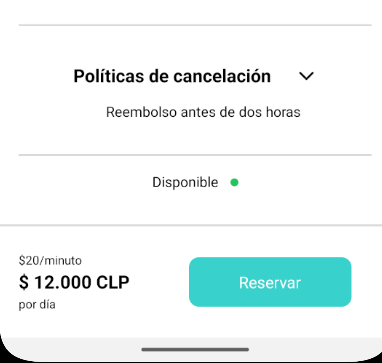 Políticas de cancelación
Reembolso antes de dos horas
Disponible
$20/minuto
$ 12.000 CLP
por día
Reservar